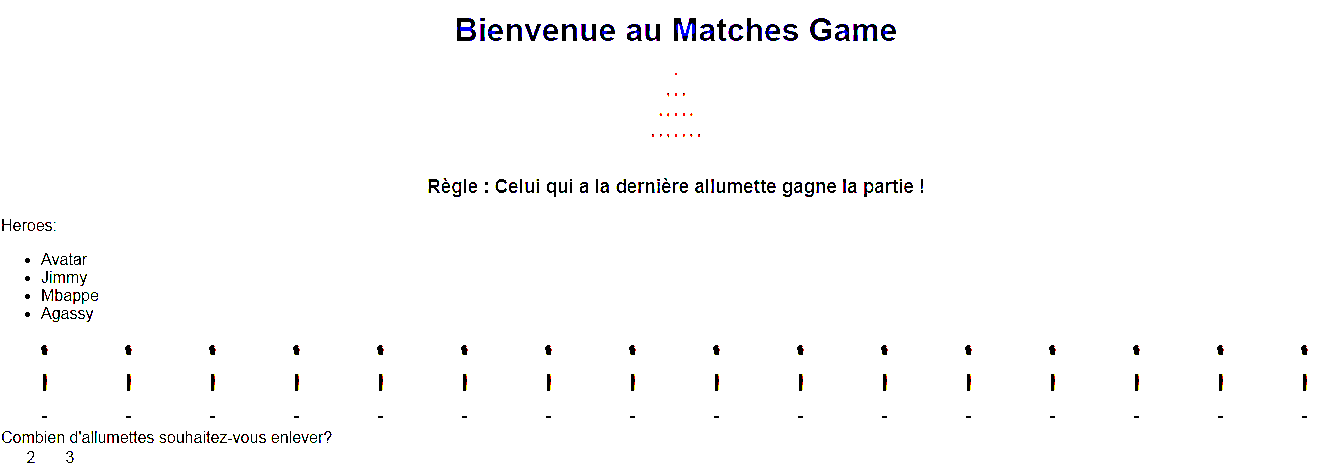 Bienvenue au Matches Game
Règle : Celui qui a la dernière allumette gagne la partie !
Heroes:
Avatar
Jimmy
Mbappe
Agassy
Combien d'allumettes souhaitez-vous enlever?
2 3